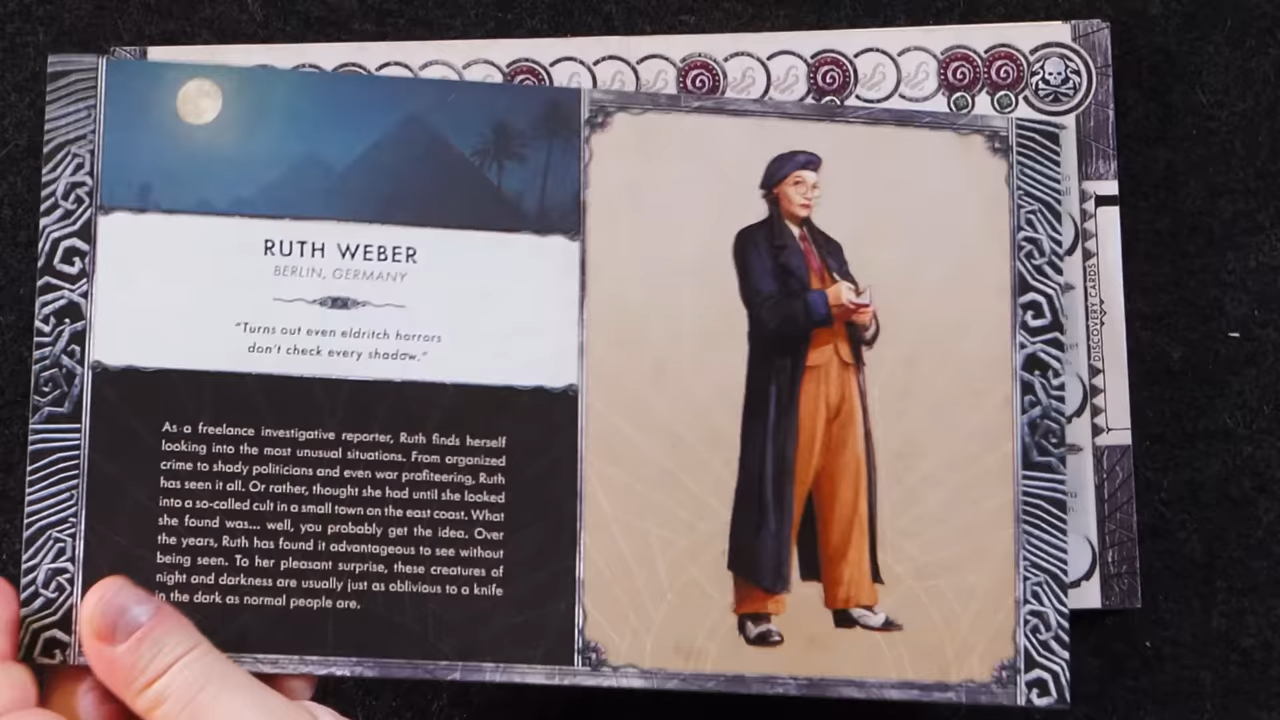 RUTH WEBER
BERLIN, GERMANY
"Turns out even eldritch horrors
don't check every shadow."
As a freelance investigative reporter, Ruth finds herself
looking into the most unusual situations. From organized
crime to shady politicians and even war profiteering, Ruth
has seen it all. Or rather, thought she had until she looked
into a so-called cult in a small town on the east coast. What
she found was... well, you probably get the idea. Over
the years, Ruth has found it advantageous to see without
being seen. To her pleasant surprise, these creatures of
night and darkness are usually just as oblivious to a knife
in the dark as normal people are.
DISCOVERY CARDS